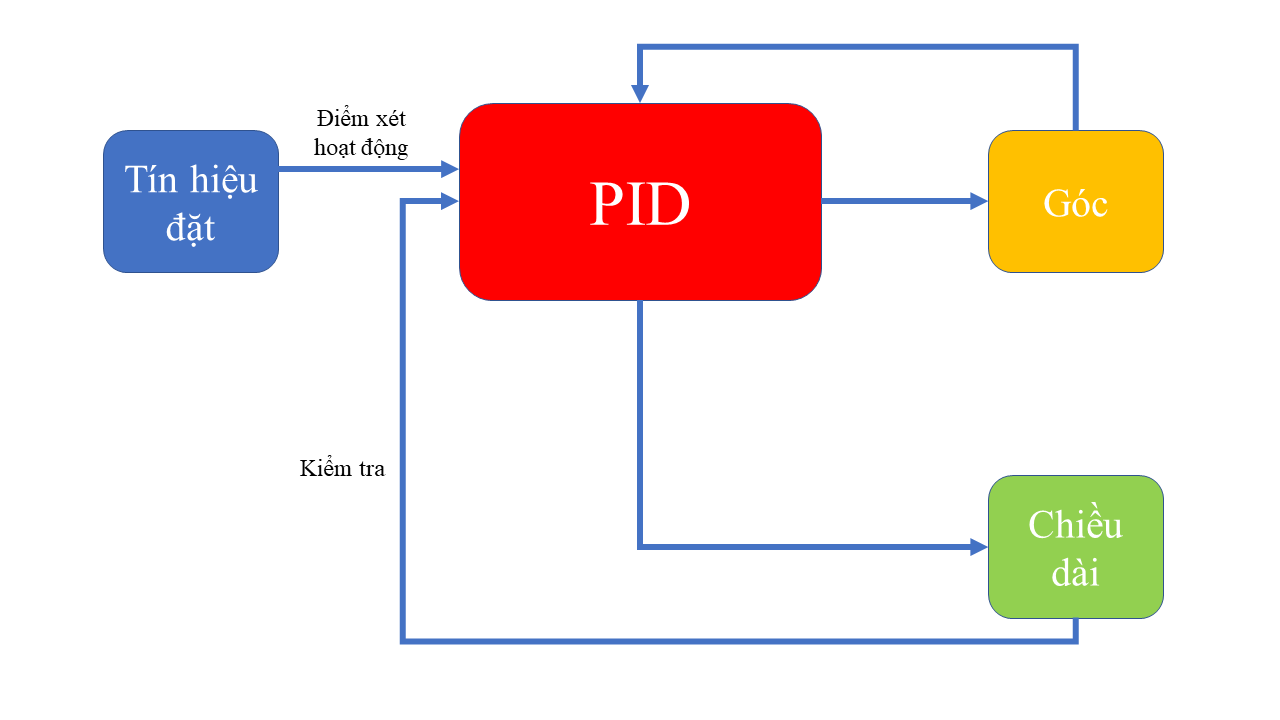 Điểm xét
hoạt động
Tín hiệu
đặt
PID
Góc
Kiểm tra
Chiều
dài